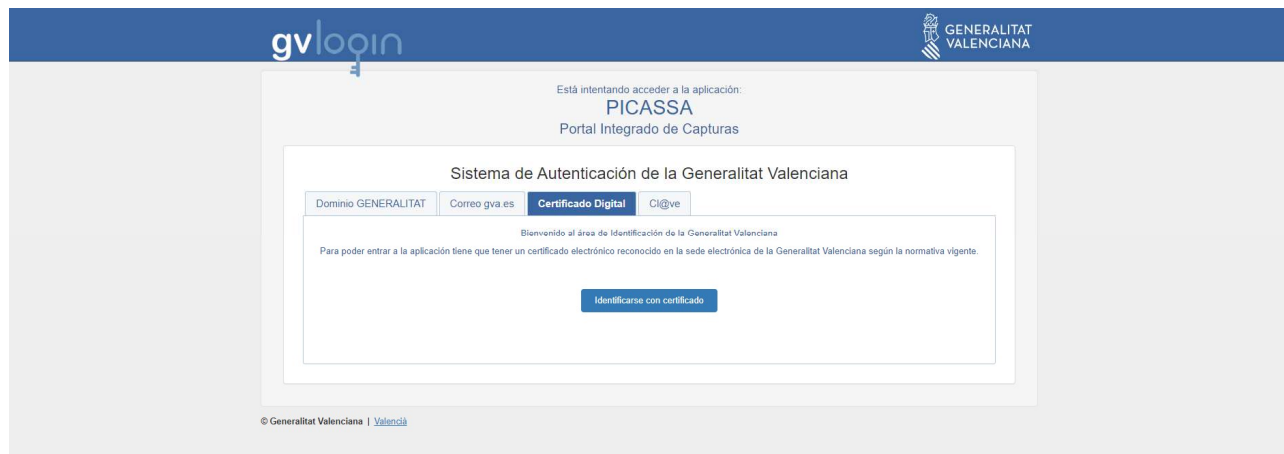 gvlogin
GENERALITAT
VALENCIANA
Está intentando acceder a la aplicación:
PICASSA
Portal Integrado de Capturas
Sistema de Autenticación de la Generalitat Valenciana
Dominio GENERALITAT Correo gva.es Certificado Digital Cl@ve
Bienvenido al área de Identificación de la Generalitat Valenciana
Para poder entrar a la aplicación tiene que tener un certificado electrónico reconocido en la sede electrónica de la Generalitat Valenciana según la normativa vigente.
Identificarse con certificado
© Generalitat Valenciana | Valencià